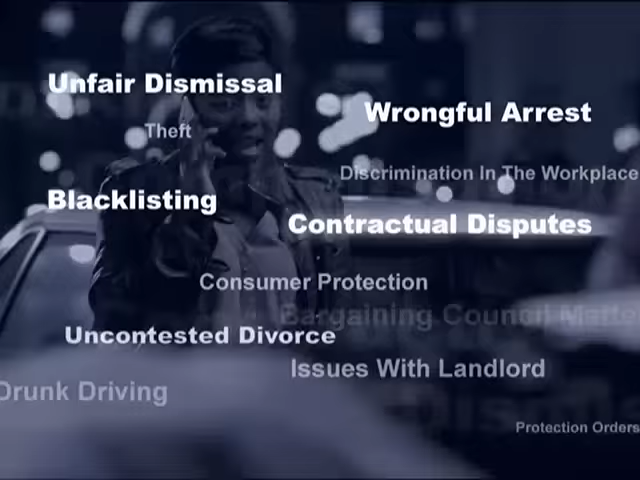 Unfair Dismissal
Wrongful Arrest
Theft
Discrimination In The Workplace
Blacklisting
Contractual Disputes
Consumer Protection
Bargaining Council Matter
Uncontested Divorce
Issues With Landlord
Drunk Driving
Protection Orders